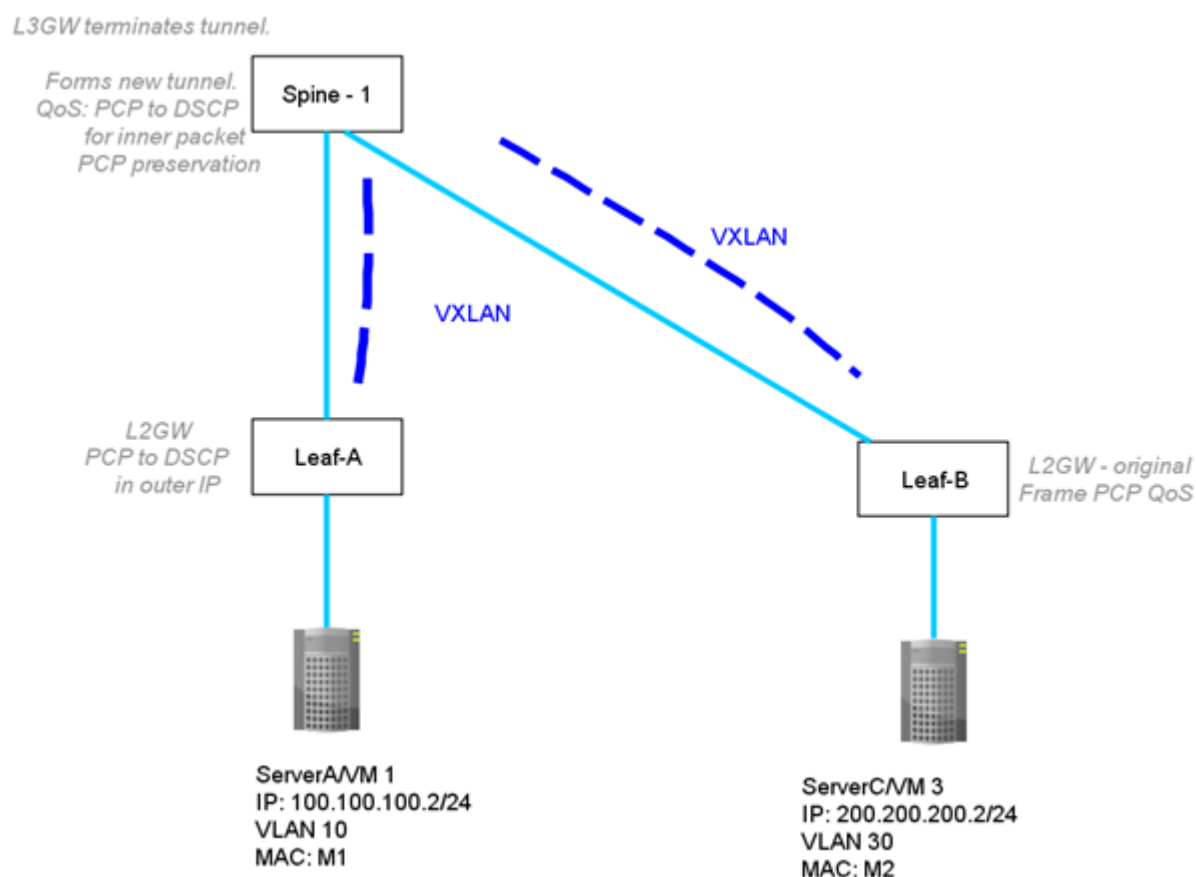 L3GW terminates tunnel.
Forms new tunnel.
QoS: PCP to DSCP
for inner packet
PCP preservation
Spine - 1
VXLAN
VXLAN
L2GW
PCP to DSCP
in outer IP
Leaf-A
Leaf-B
L2GW - original
Frame PCP QoS
ServerA/VM 1
IP: 100.100.100.2/24
VLAN 10
MAC: M1
ServerC/VM 3
IP: 200.200.200.2/24
VLAN 30
MAC: M2